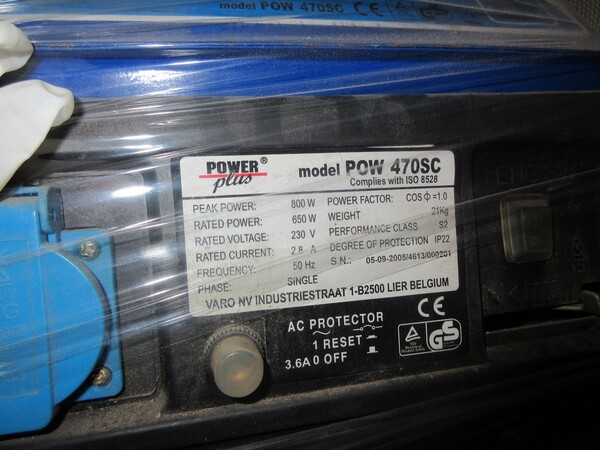 model POW 470SC CE GS
POWER® plus
model POW 470SC
Complies with ISO 8528
PEAK POWER: 800 W POWER FACTOR: COS Φ =1.0
RATED POWER: 650 W WEIGHT 21Kg
RATED VOLTAGE: 230 V PERFORMANCE CLASS S2
RATED CURRENT: 2.8 A DEGREE OF PROTECTION IP22
FREQUENCY: 50 Hz S.N.: 05-09-2005/4613/000201
PHASE: SINGLE
VARO NV INDUSTRIESTRAAT 1-B2500 LIER BELGIUM
CE
AC PROTECTOR
1 RESET
3.6A 0 OFF
GS